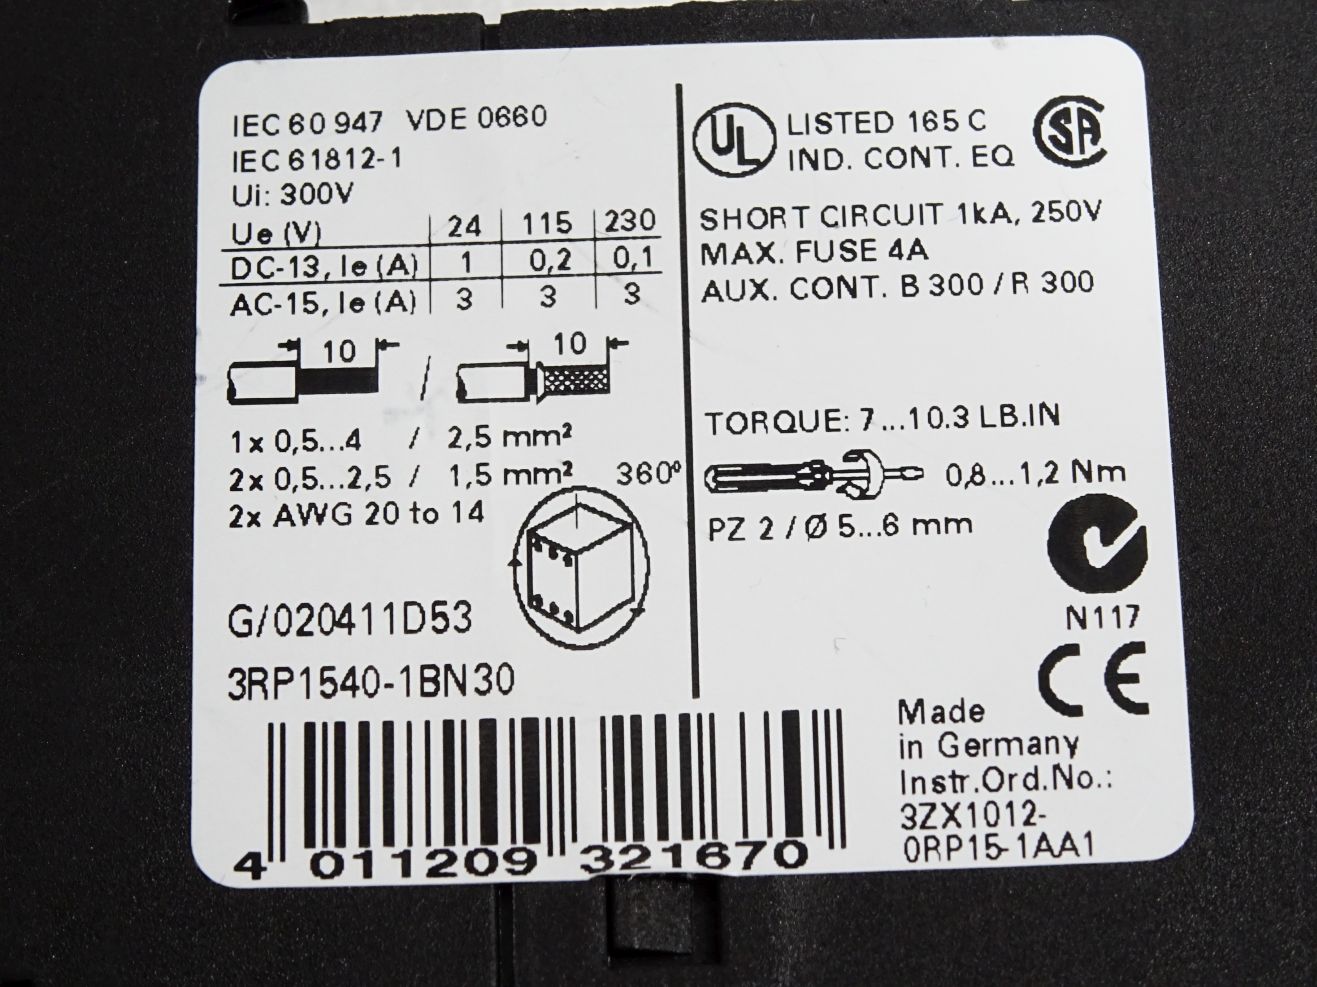 IEC 60 947 VDE 0660
IEC 61812-1
Ui: 300V
Ue (V) 24 115 230
DC-13, Ie (A) 1 0,2 0,1
AC-15, Ie (A) 3 3 3
10 / 10
1x 0,5...4 / 2,5 mm²
2x 0,5...2,5 / 1,5 mm² 360°
2x AWG 20 to 14
G/020411D53
3RP1540-1BN30
4 011209 321670
UL LISTED 165 C
IND. CONT. EQ
SA
SHORT CIRCUIT 1kA, 250V
MAX. FUSE 4A
AUX. CONT. B 300 / R 300
TORQUE: 7...10.3 LB.IN
0,8...1,2 Nm
PZ 2 / Ø 5...6 mm
N117
CE
Made
in Germany
Instr.Ord.No.:
3ZX1012-
0RP15-1AA1